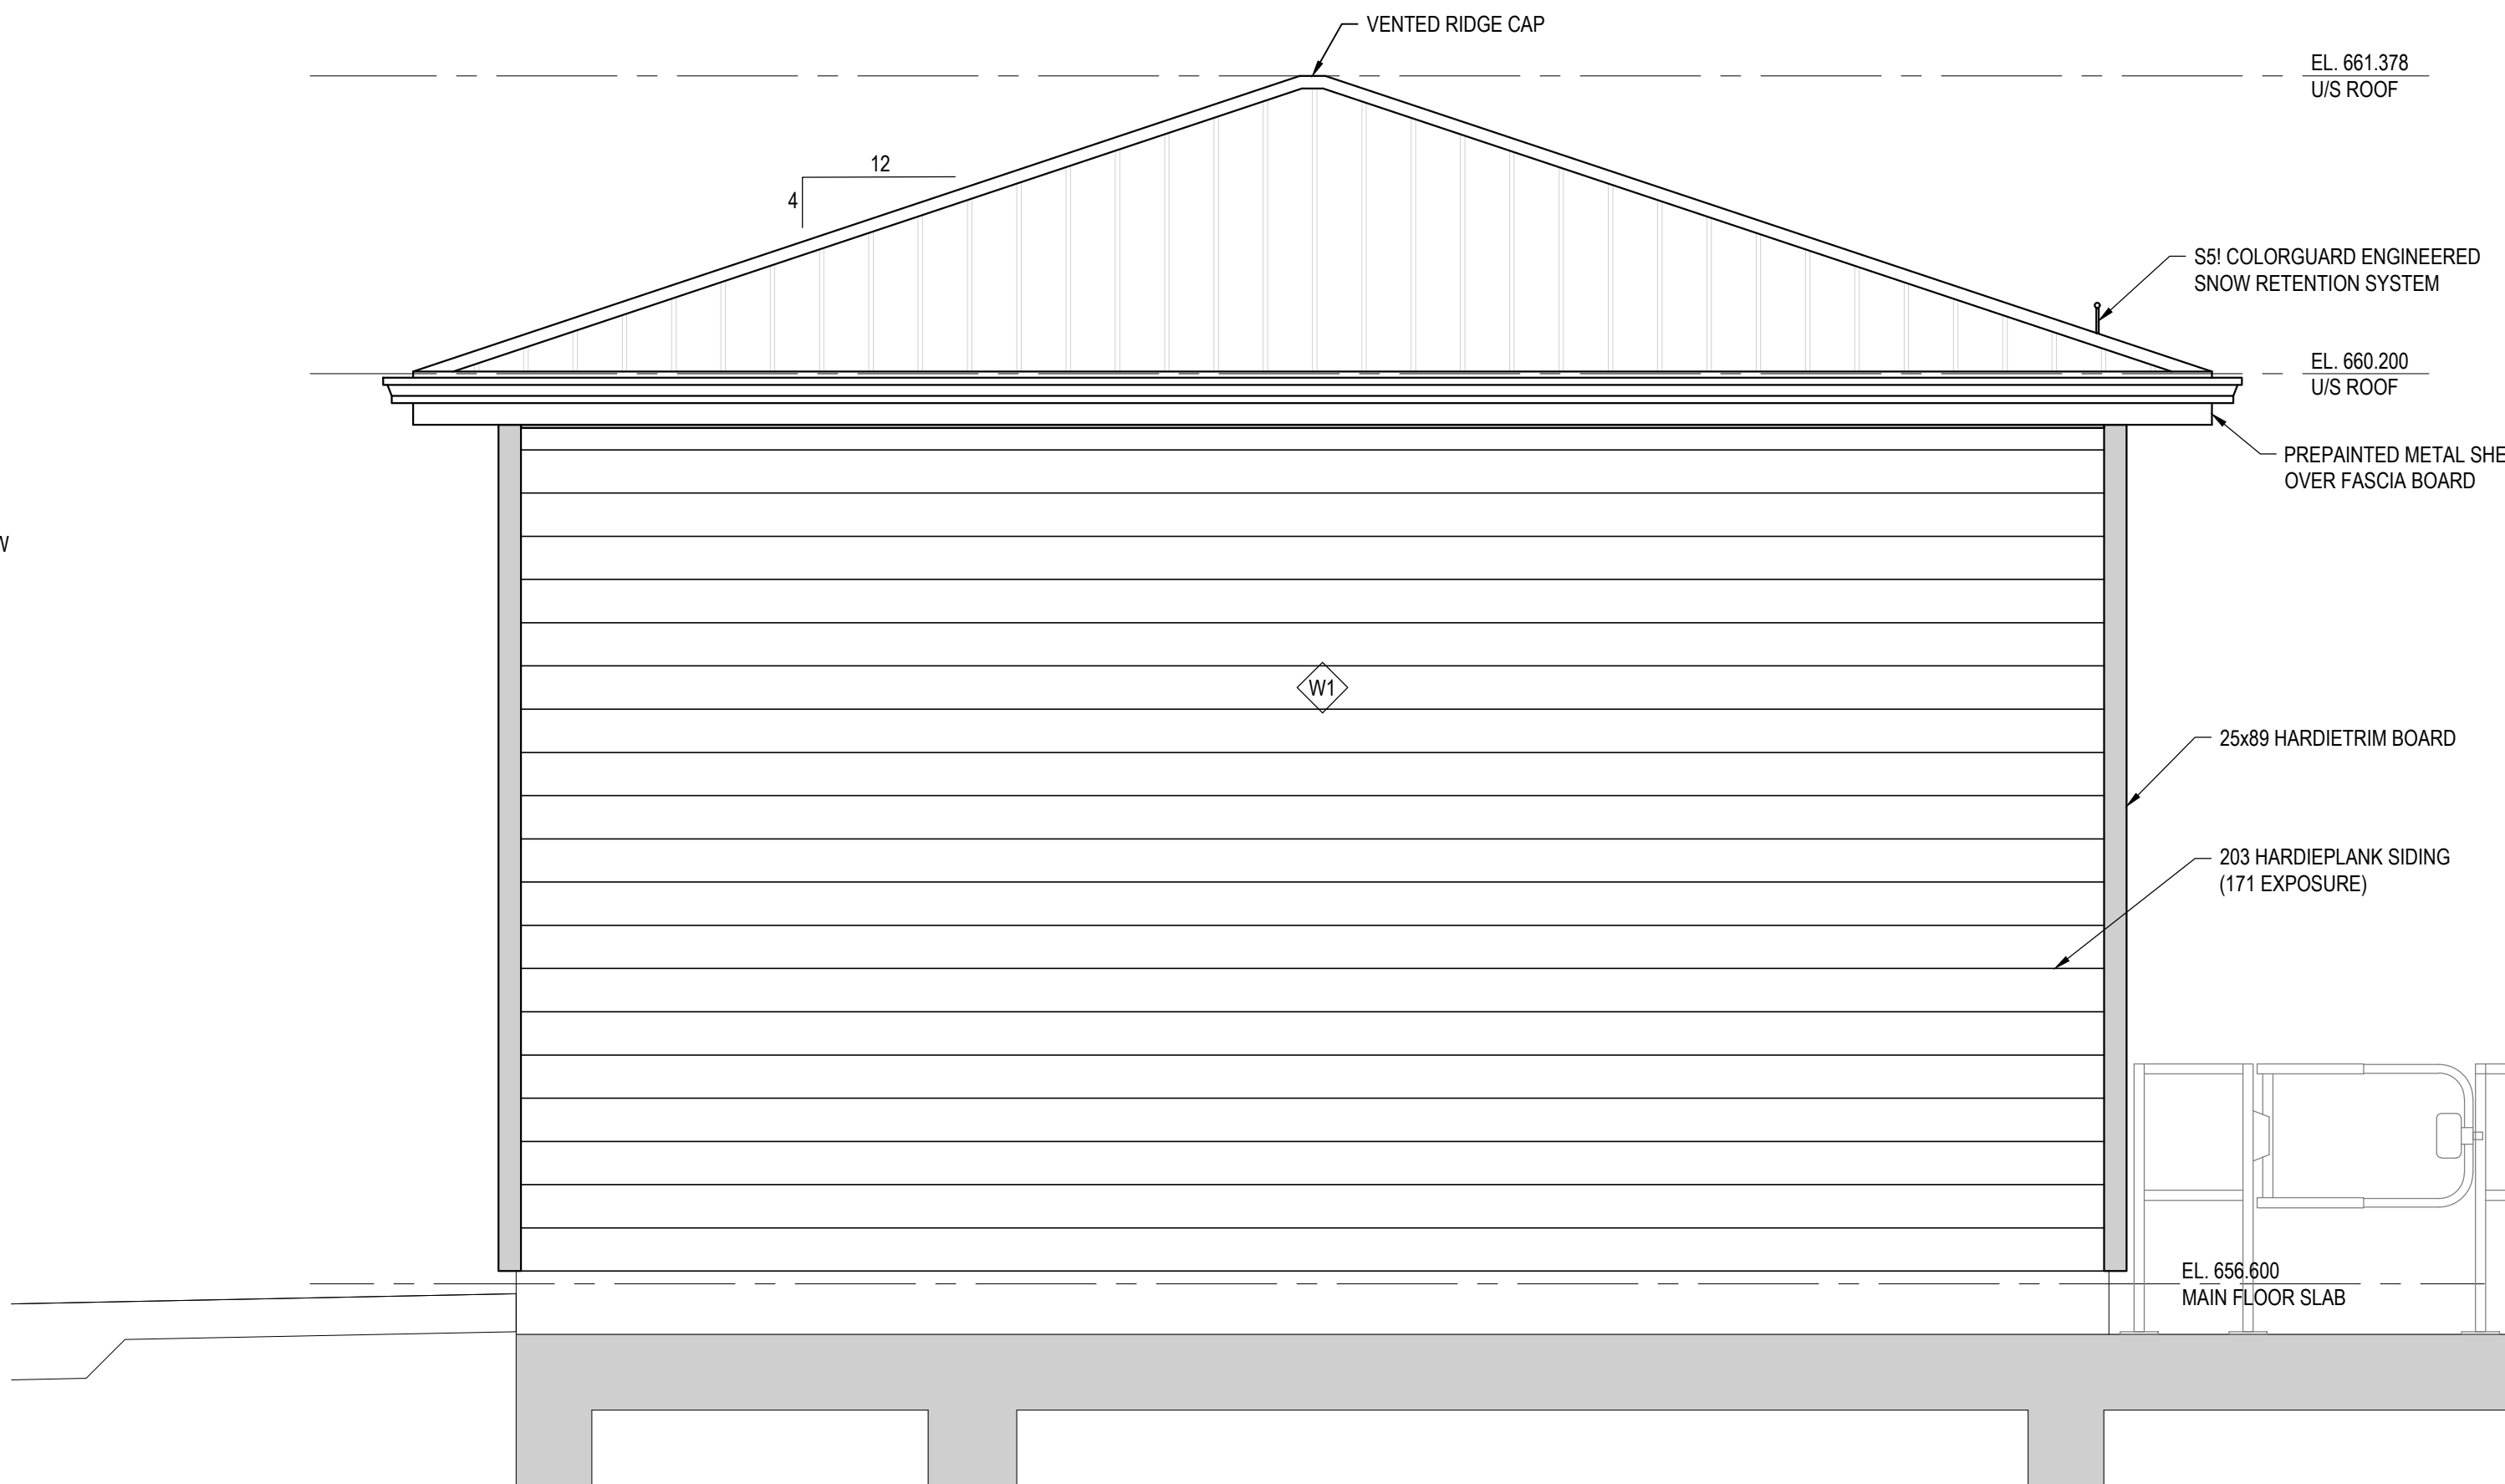 VENTED RIDGE CAP
EL. 661.378
U/S ROOF
12
4
S5! COLORGUARD ENGINEERED
SNOW RETENTION SYSTEM
EL. 660.200
U/S ROOF
PREPAINTED METAL SHE
OVER FASCIA BOARD
W
W1
25x89 HARDIETRIM BOARD
203 HARDIEPLANK SIDING
(171 EXPOSURE)
EL. 656.600
MAIN FLOOR SLAB